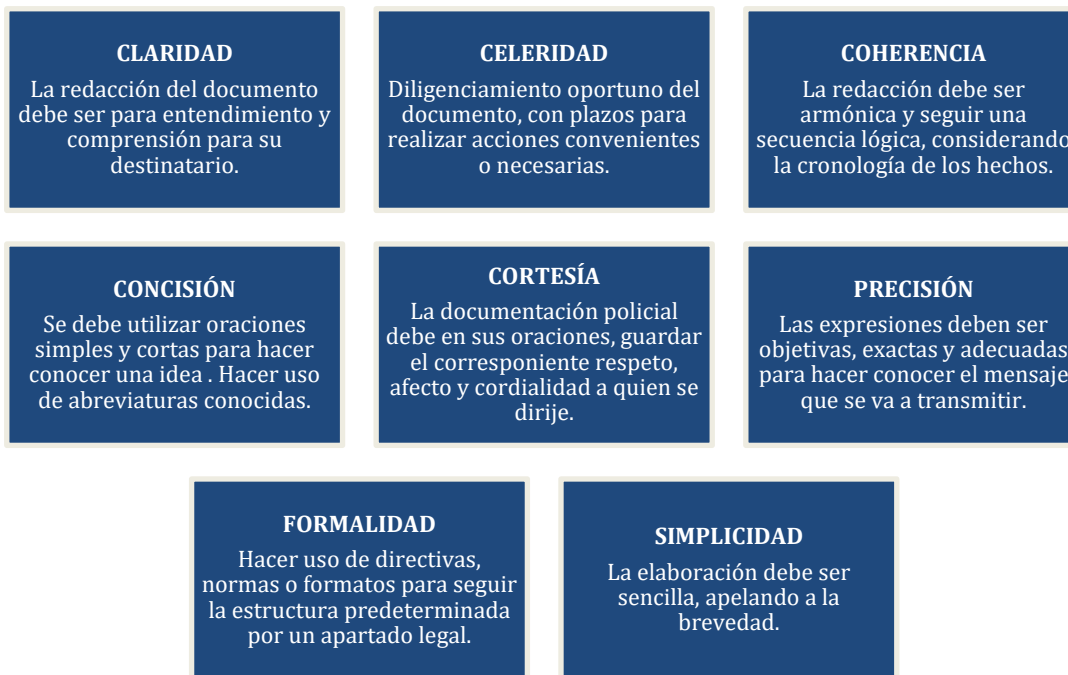 CLARIDAD
La redacción del documento
debe ser para entendimiento y
comprensión para su
destinatario.
CELERIDAD
Diligenciamiento oportuno del
documento, con plazos para
realizar acciones convenientes
o necesarias.
COHERENCIA
La redacción debe ser
armónica y seguir una
secuencia lógica, considerando
la cronología de los hechos.
CONCISIÓN
Se debe utilizar oraciones
simples y cortas para hacer
conocer una idea . Hacer uso
de abreviaturas conocidas.
CORTESÍA
La documentación policial
debe en sus oraciones, guardar
el corresponiente respeto,
afecto y cordialidad a quien se
dirije.
PRECISIÓN
Las expresiones deben ser
objetivas, exactas y adecuadas
para hacer conocer el mensaje
que se va a transmitir.
FORMALIDAD
Hacer uso de directivas,
normas o formatos para seguir
la estructura predeterminada
por un apartado legal.
SIMPLICIDAD
La elaboración debe ser
sencilla, apelando a la
brevedad.